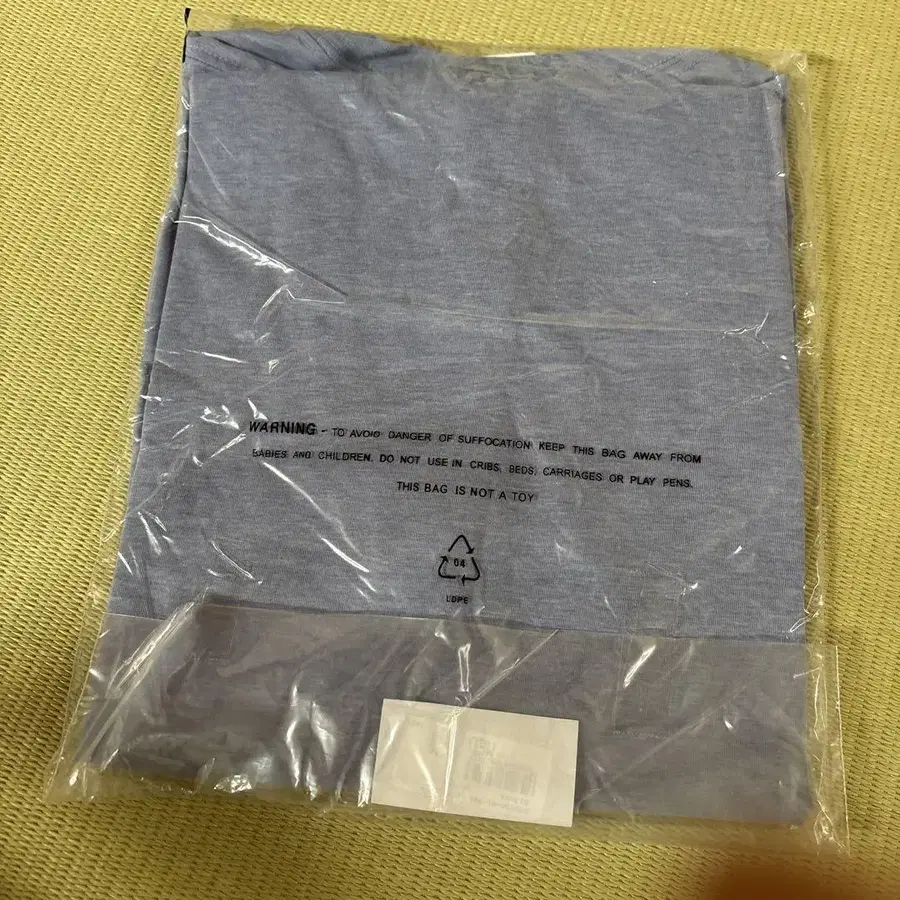 WARNING - TO AVOID DANGER OF SUFFOCATION KEEP THIS BAG AWAY FROM
BABIES AND CHILDREN. DO NOT USE IN CRIBS, BEDS, CARRIAGES OR PLAY PENS.
THIS BAG IS NOT A TOY
04
LDPE